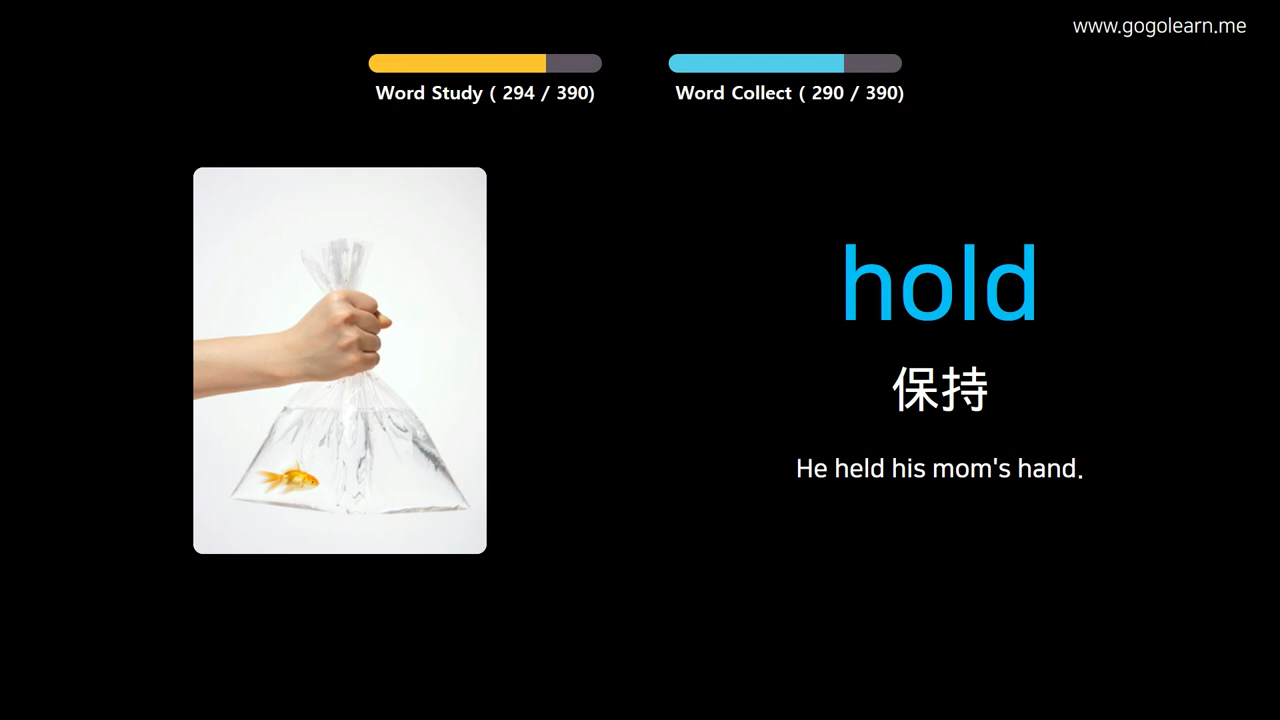 www.gogolearn.me
Word Study ( 294 / 390)
Word Collect ( 290 / 390)
hold
保持
He held his mom's hand.